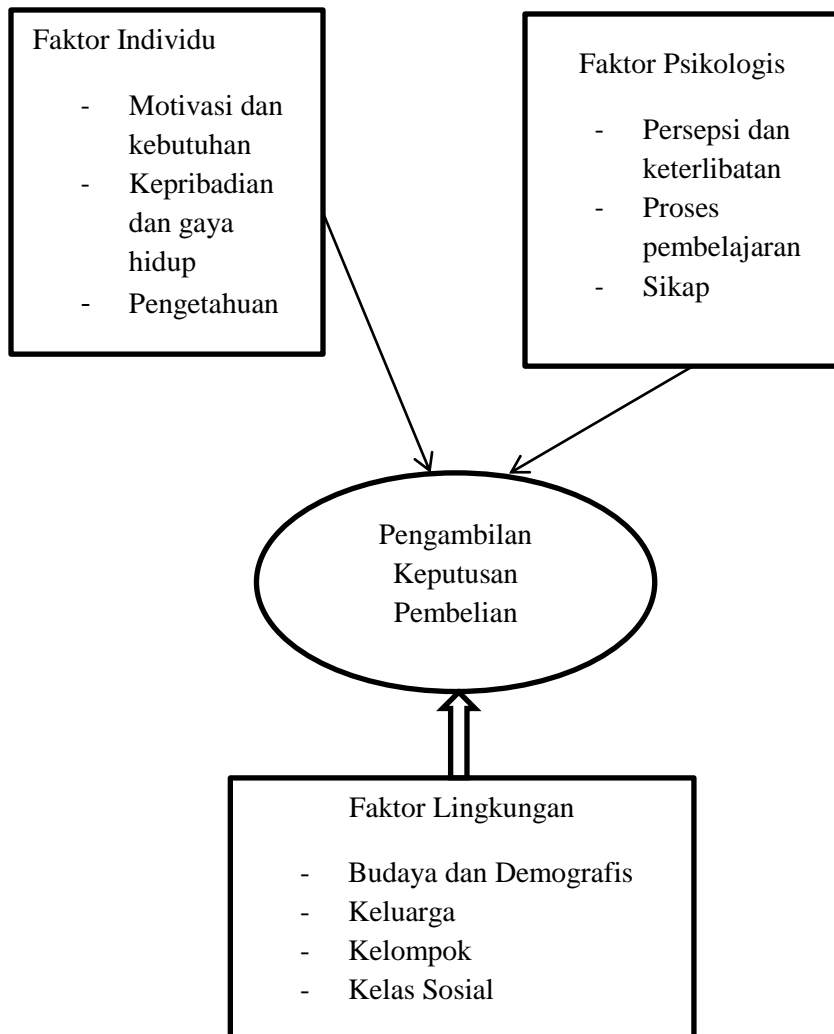 Faktor Individu
- Motivasi dan
kebutuhan
- Kepribadian
dan gaya
hidup
- Pengetahuan
Faktor Psikologis
- Persepsi dan
keterlibatan
- Proses
pembelajaran
- Sikap
Pengambilan
Keputusan
Pembelian
Faktor Lingkungan
- Budaya dan Demografis
- Keluarga
- Kelompok
- Kelas Sosial